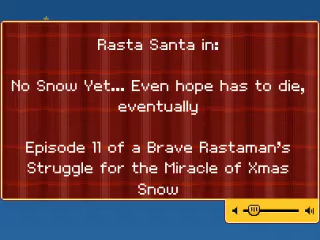 Rasta Santa in:
No Snow Yet... Even hope has to die,
eventually
Episode 11 of a Brave Rastaman's
Struggle for the Miracle of Xmas
Snow